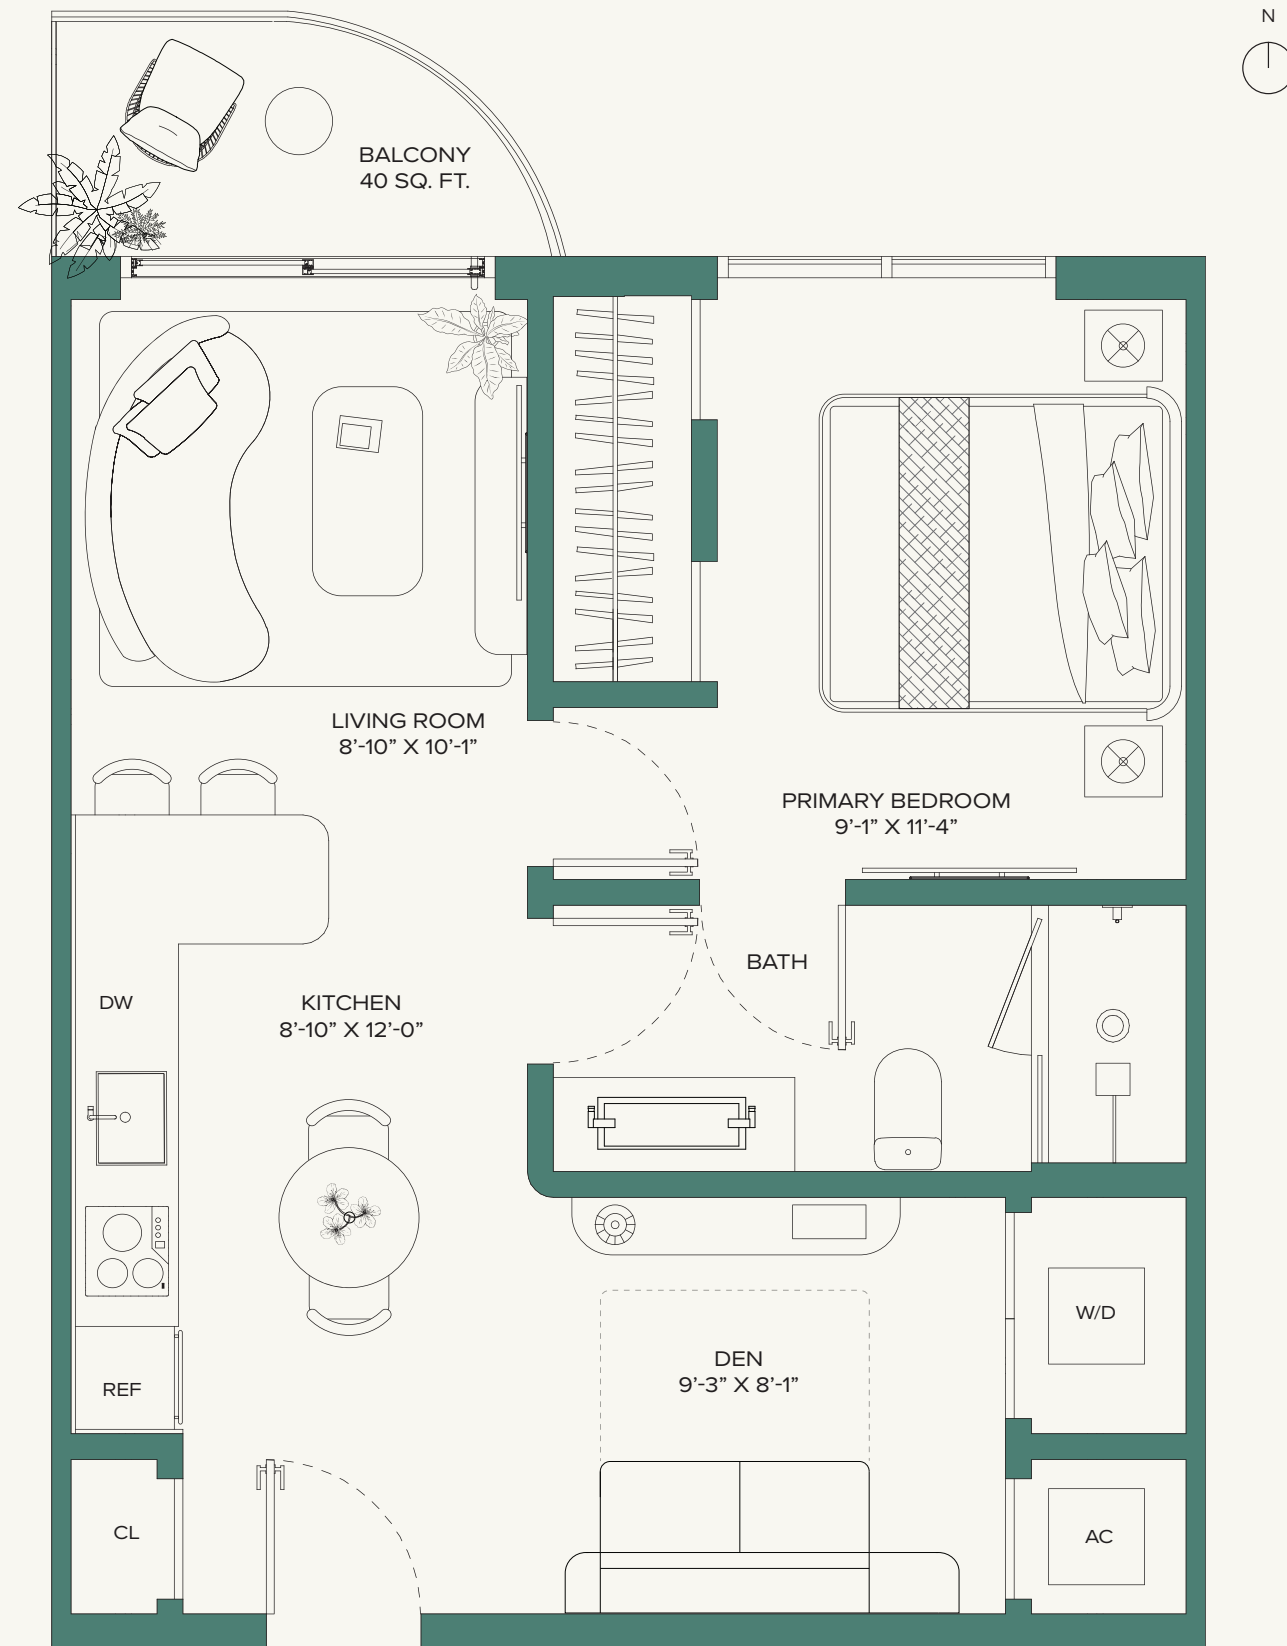 N
BALCONY
40 SQ. FT.
LIVING ROOM
8’-10” X 10’-1”
PRIMARY BEDROOM
9’-1” X 11’-4”
BATH
DW
KITCHEN
8’-10” X 12’-0”
W/D
DEN
9’-3” X 8’-1”
REF
CL
AC